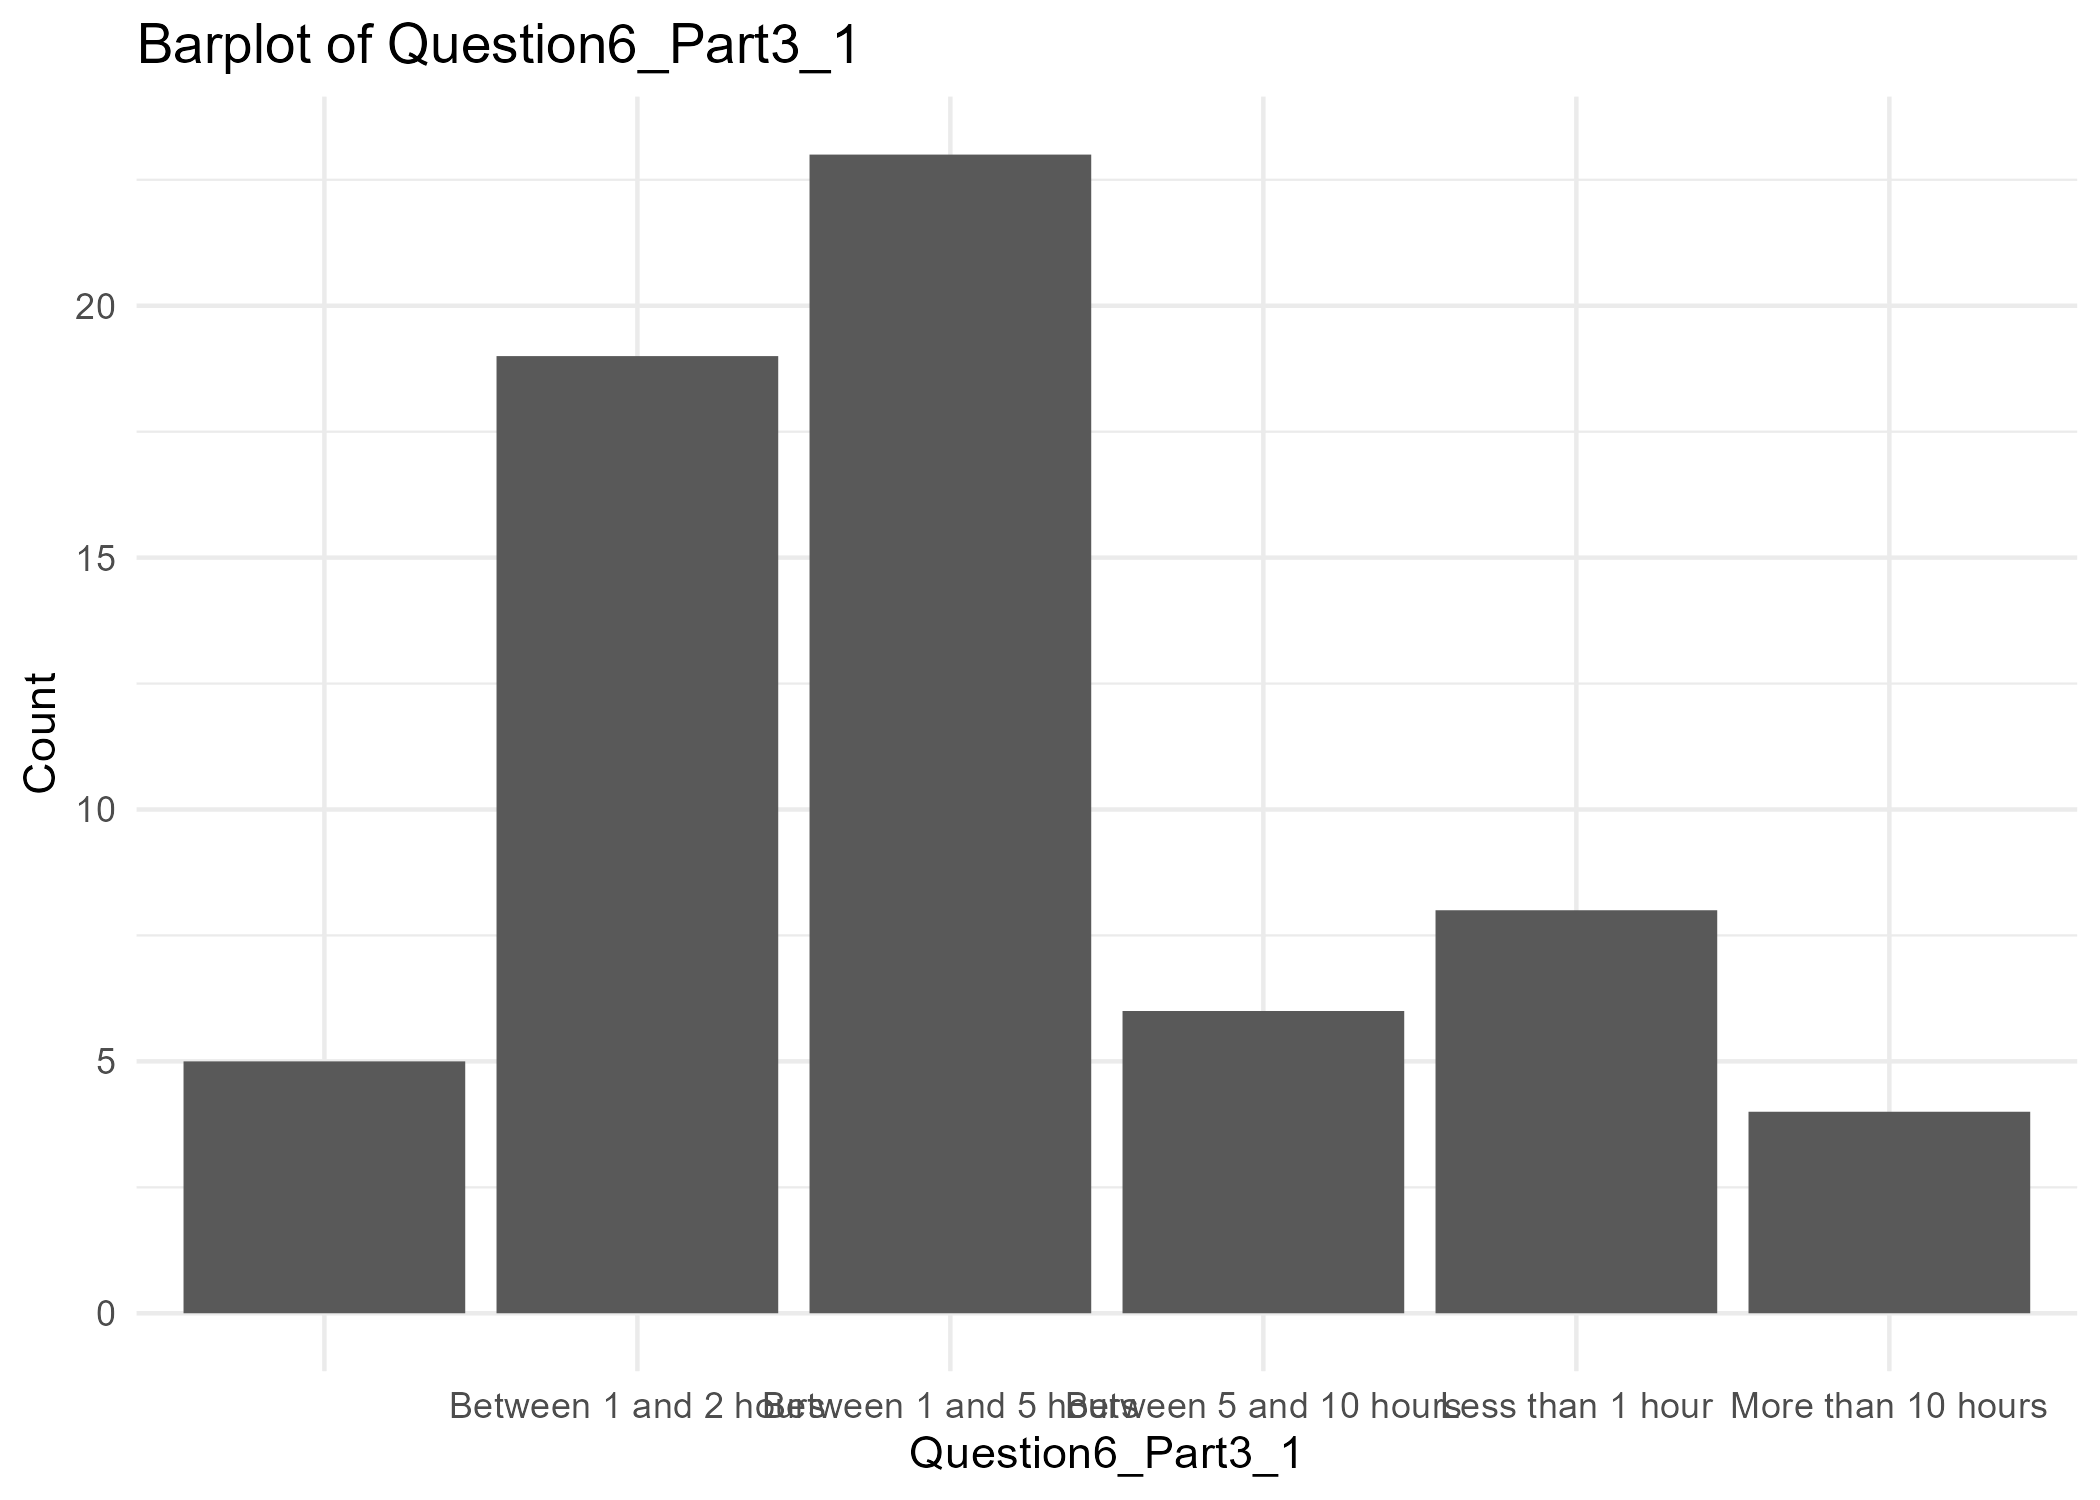 Barplot of Question6_Part3_1
Count
20
15
10
5
0
Between 1 and 2 hours
Between 1 and 5 hours
Between 5 and 10 hours
Less than 1 hour
More than 10 hours
Question6_Part3_1